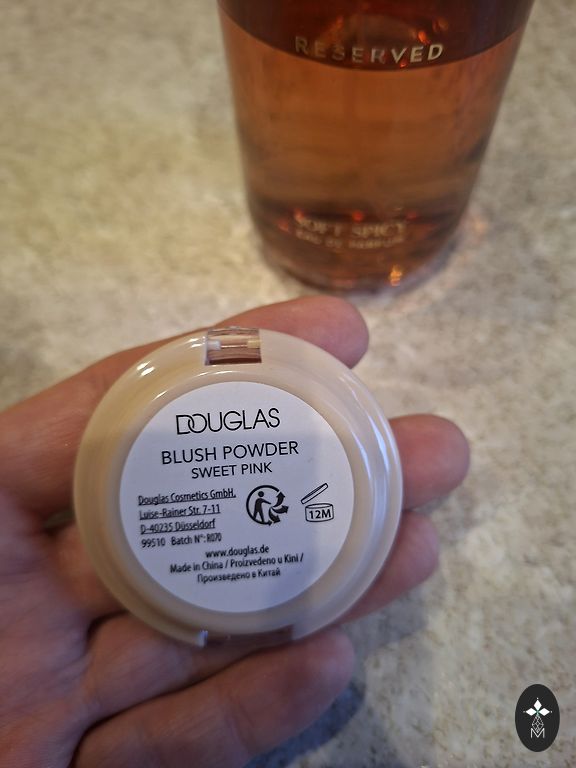 RESERVED
SOFT SPICY
EAU DE PARFUM
DOUGLAS
BLUSH POWDER
SWEET PINK
Douglas Cosmetics GmbH,
Luise-Rainer Str. 7-11
D-40235 Düsseldorf
99510 Batch N°: R070
12M
www.douglas.de
Made in China / Proizvedeno u Kini /
Произведено в Китай
M